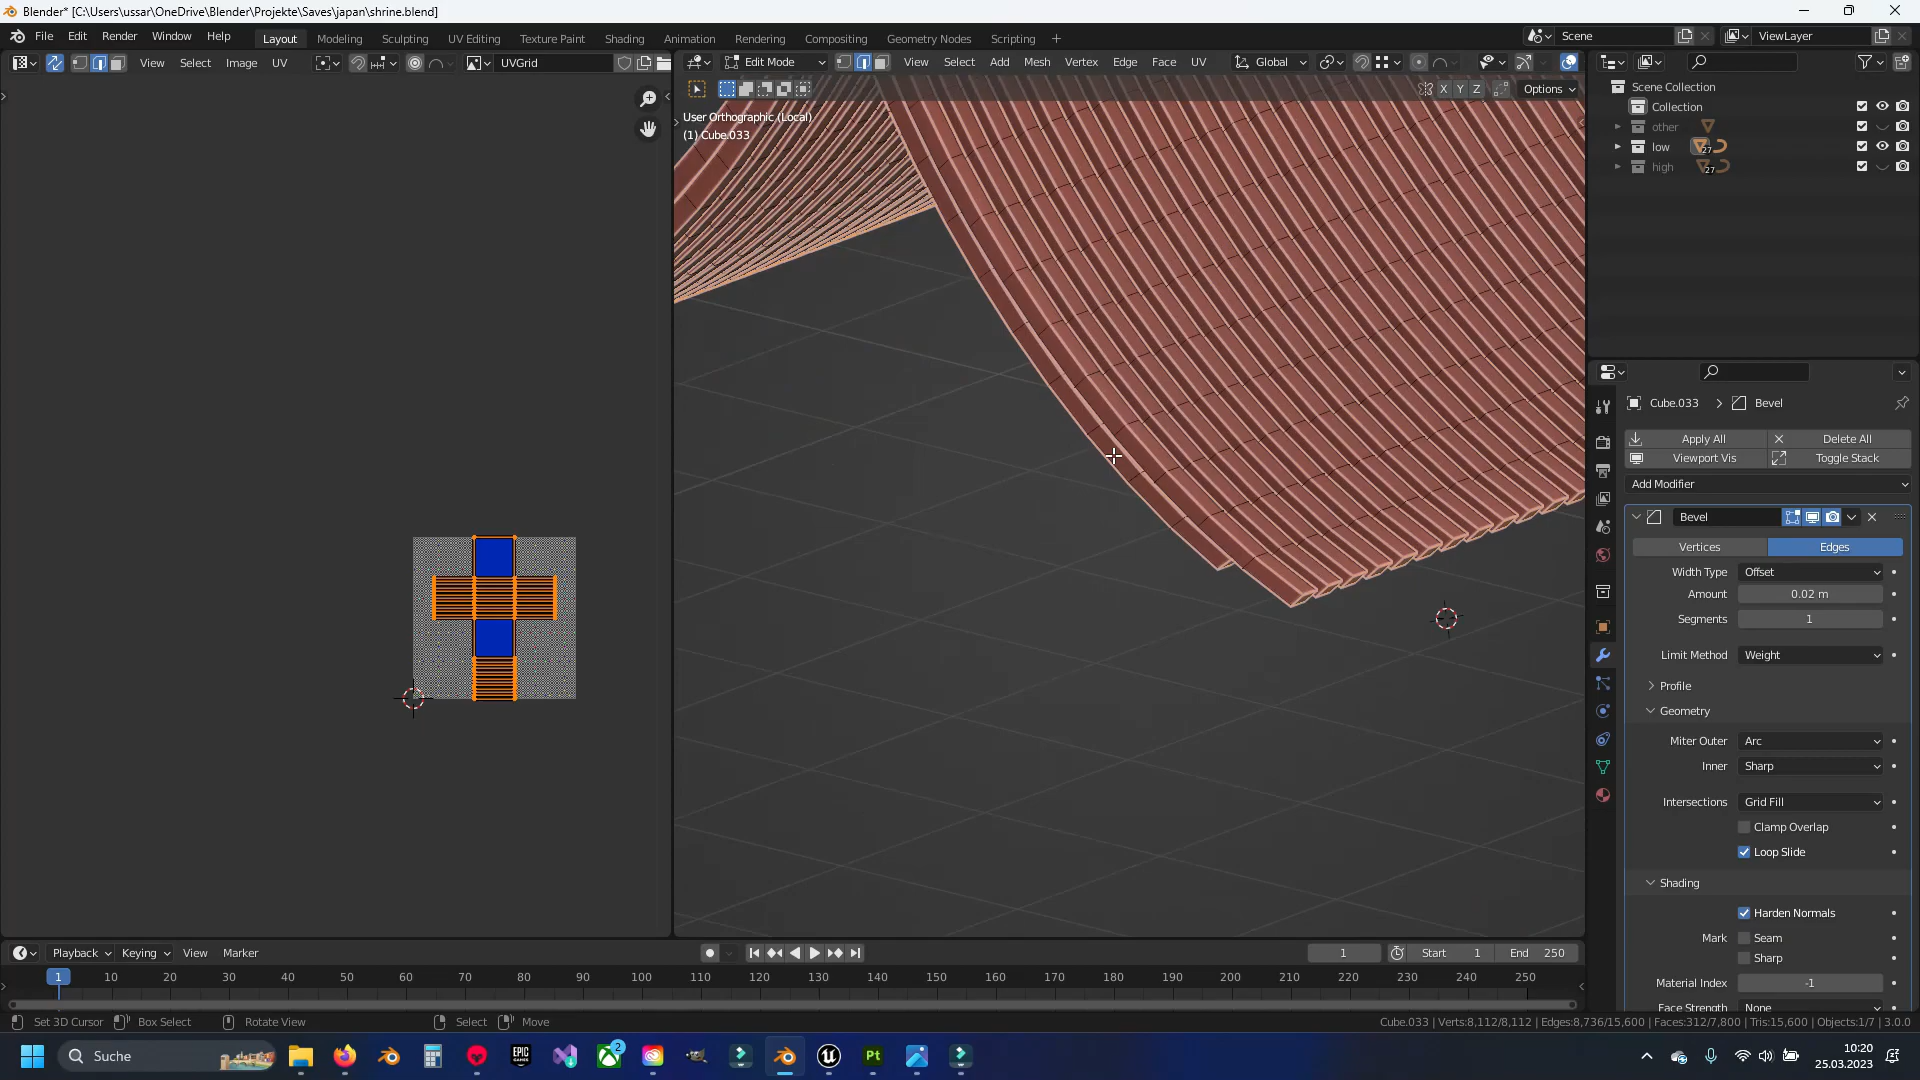 Blender* [C:\Users\ussar\OneDrive\Blender\Projekte\Saves\japan\shrine.blend]
File Edit Render Window Help Layout Modeling Sculpting UV Editing Texture Paint Shading Animation Rendering Compositing Geometry Nodes Scripting + Scene ViewLayer
View Select Image UV UVGrid Edit Mode View Select Add Mesh Vertex Edge Face UV Global
X Y Z Options
User Orthographic (Local)
(1) Cube.033
Scene Collection
Collection
other
low 27
high 27
Cube.033 > Bevel
Apply All Delete All
Viewport Vis Toggle Stack
Add Modifier
Bevel
Vertices Edges
Width Type Offset
Amount 0.02 m
Segments 1
Limit Method Weight
Profile
Geometry
Miter Outer Arc
Inner Sharp
Intersections Grid Fill
Clamp Overlap
Loop Slide
Shading
Harden Normals
Mark Seam
Sharp
Material Index -1
Face Strength None
Playback Keying View Marker 1 Start 1 End 250
1 10 20 30 40 50 60 70 80 90 100 110 120 130 140 150 160 170 180 190 200 210 220 230 240 250
Set 3D Cursor Box Select Rotate View Select Move Cube.033 | Verts:8,112/8,112 | Edges:8,736/15,600 | Faces:312/7,800 | Tris:15,600 | Objects:1/7 | 3.0.0
Suche EPIC GAMES 2 Pt 10:20
25.03.2023